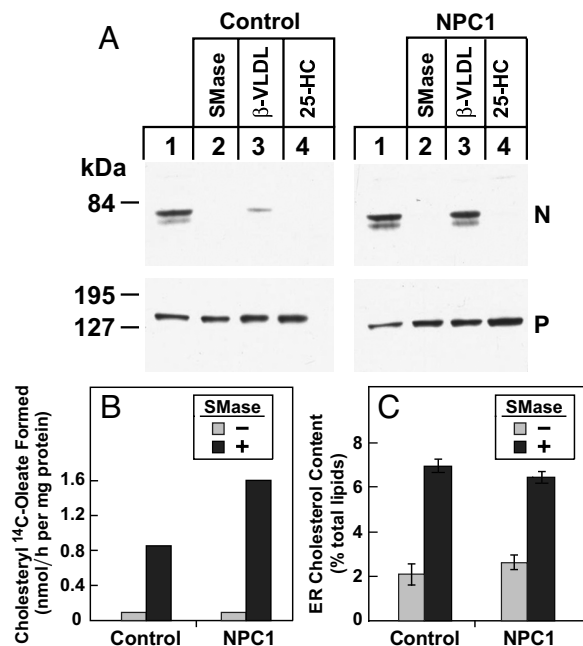 A
Control
NPC1
SMase
β-VLDL
25-HC
SMase
β-VLDL
25-HC
1 2 3 4
1 2 3 4
kDa
84
N
195
127
P
B
SMase
−
+
Cholesteryl ¹⁴C-Oleate Formed
(nmol/h per mg protein)
1.6
1.2
0.8
0.4
0
Control NPC1
C
SMase
−
+
ER Cholesterol Content
(% total lipids)
8
6
4
2
0
Control NPC1